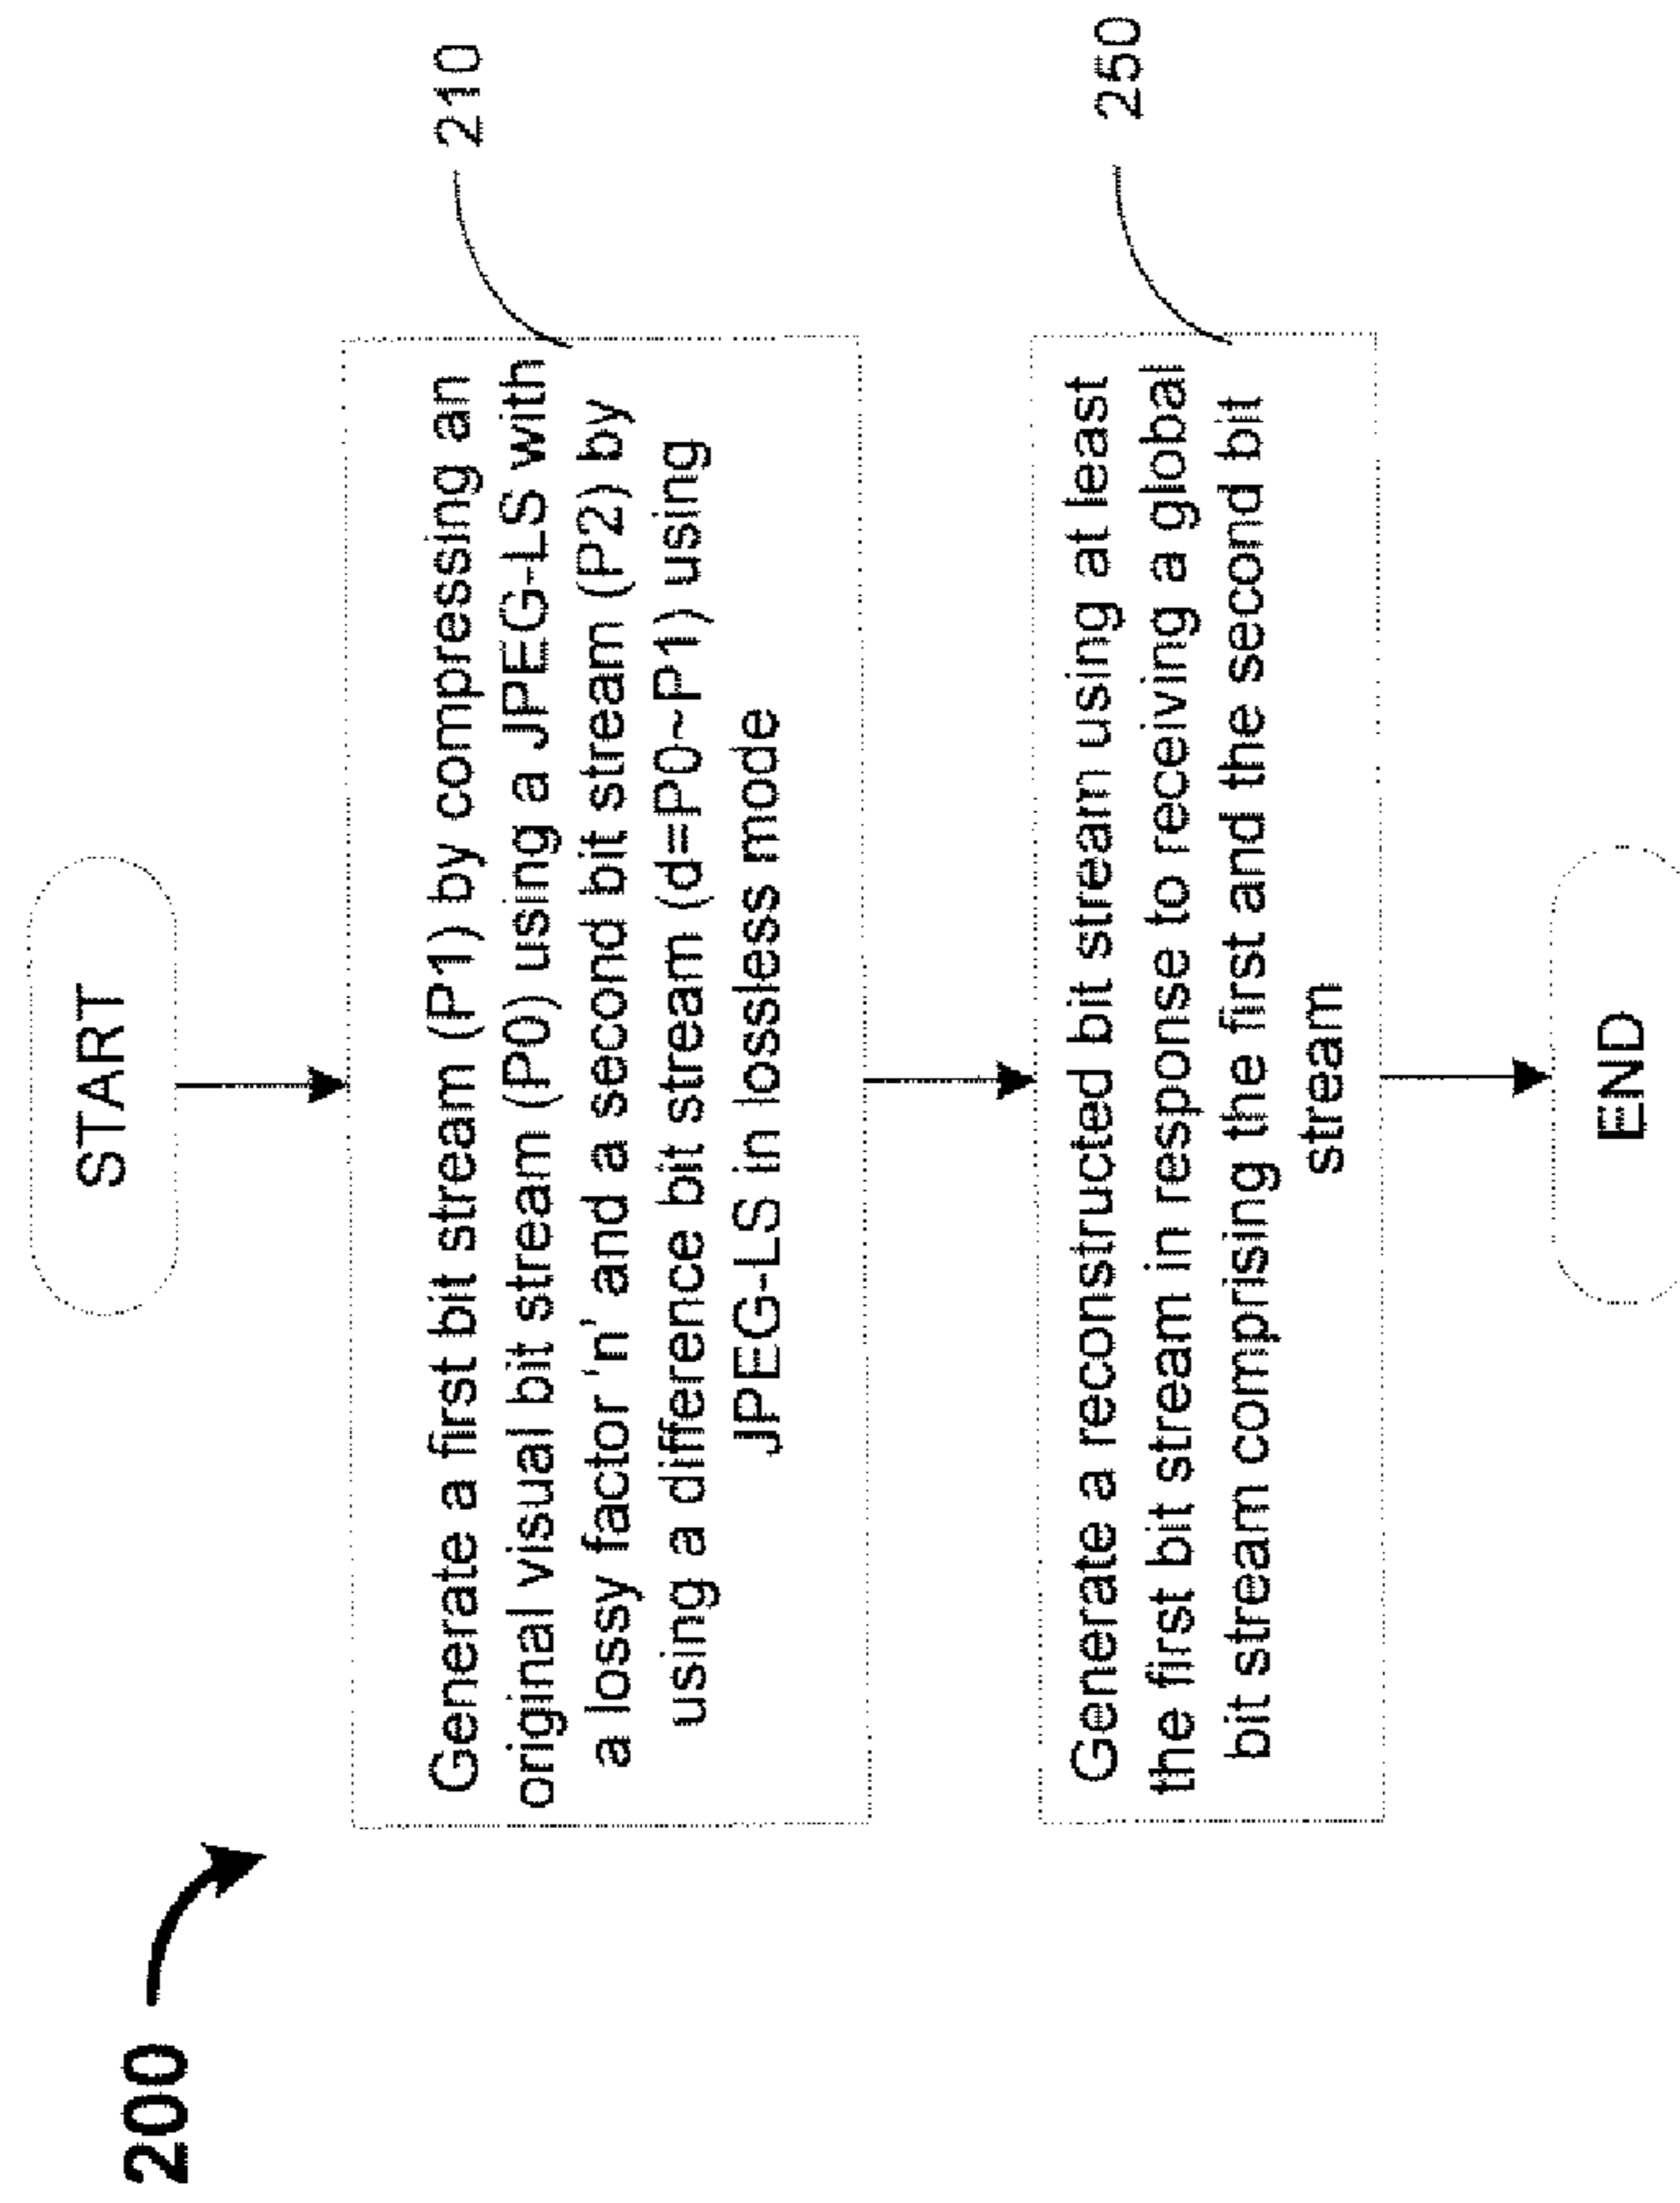 200
START
Generate a first bit stream (P1) by compressing an
original visual bit stream (P0) using a JPEG-LS with
a lossy factor 'n' and a second bit stream (P2) by
using a difference bit stream (d=P0~P1) using
JPEG-LS in lossless mode
210
Generate a reconstructed bit stream using at least
the first bit stream in response to receiving a global
bit stream comprising the first and the second bit
stream
250
END